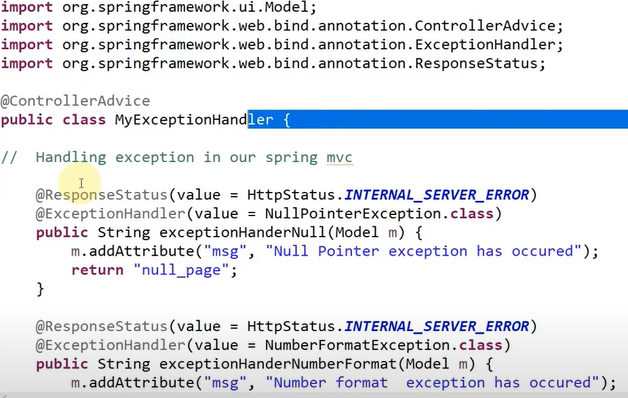 import org.springframework.ui.Model;
import org.springframework.web.bind.annotation.ControllerAdvice;
import org.springframework.web.bind.annotation.ExceptionHandler;
import org.springframework.web.bind.annotation.ResponseStatus;
@ControllerAdvice
public class MyExceptionHandler {
// Handling exception in our spring mvc
@ResponseStatus(value = HttpStatus.INTERNAL_SERVER_ERROR)
@ExceptionHandler(value = NullPointerException.class)
public String exceptionHanderNull(Model m) {
m.addAttribute("msg", "Null Pointer exception has occured");
return "null_page";
}
@ResponseStatus(value = HttpStatus.INTERNAL_SERVER_ERROR)
@ExceptionHandler(value = NumberFormatException.class)
public String exceptionHanderNumberFormat(Model m) {
m.addAttribute("msg", "Number format  exception has occured");